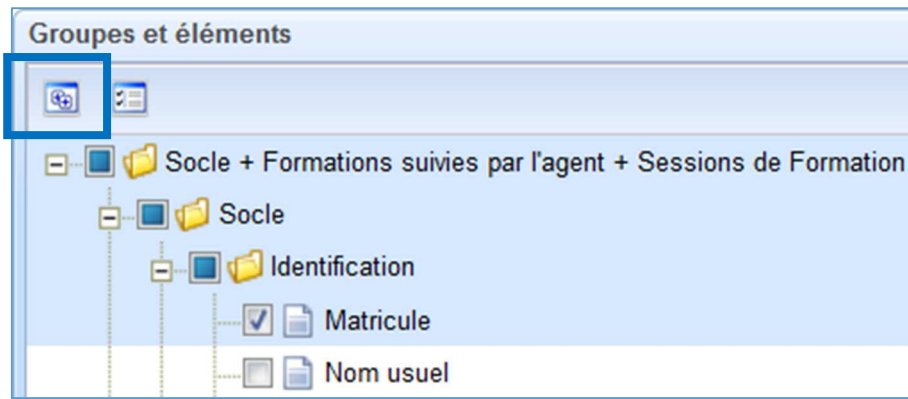 Groupes et éléments
Socle + Formations suivies par l'agent + Sessions de Formation
Socle
Identification
Matricule
Nom usuel